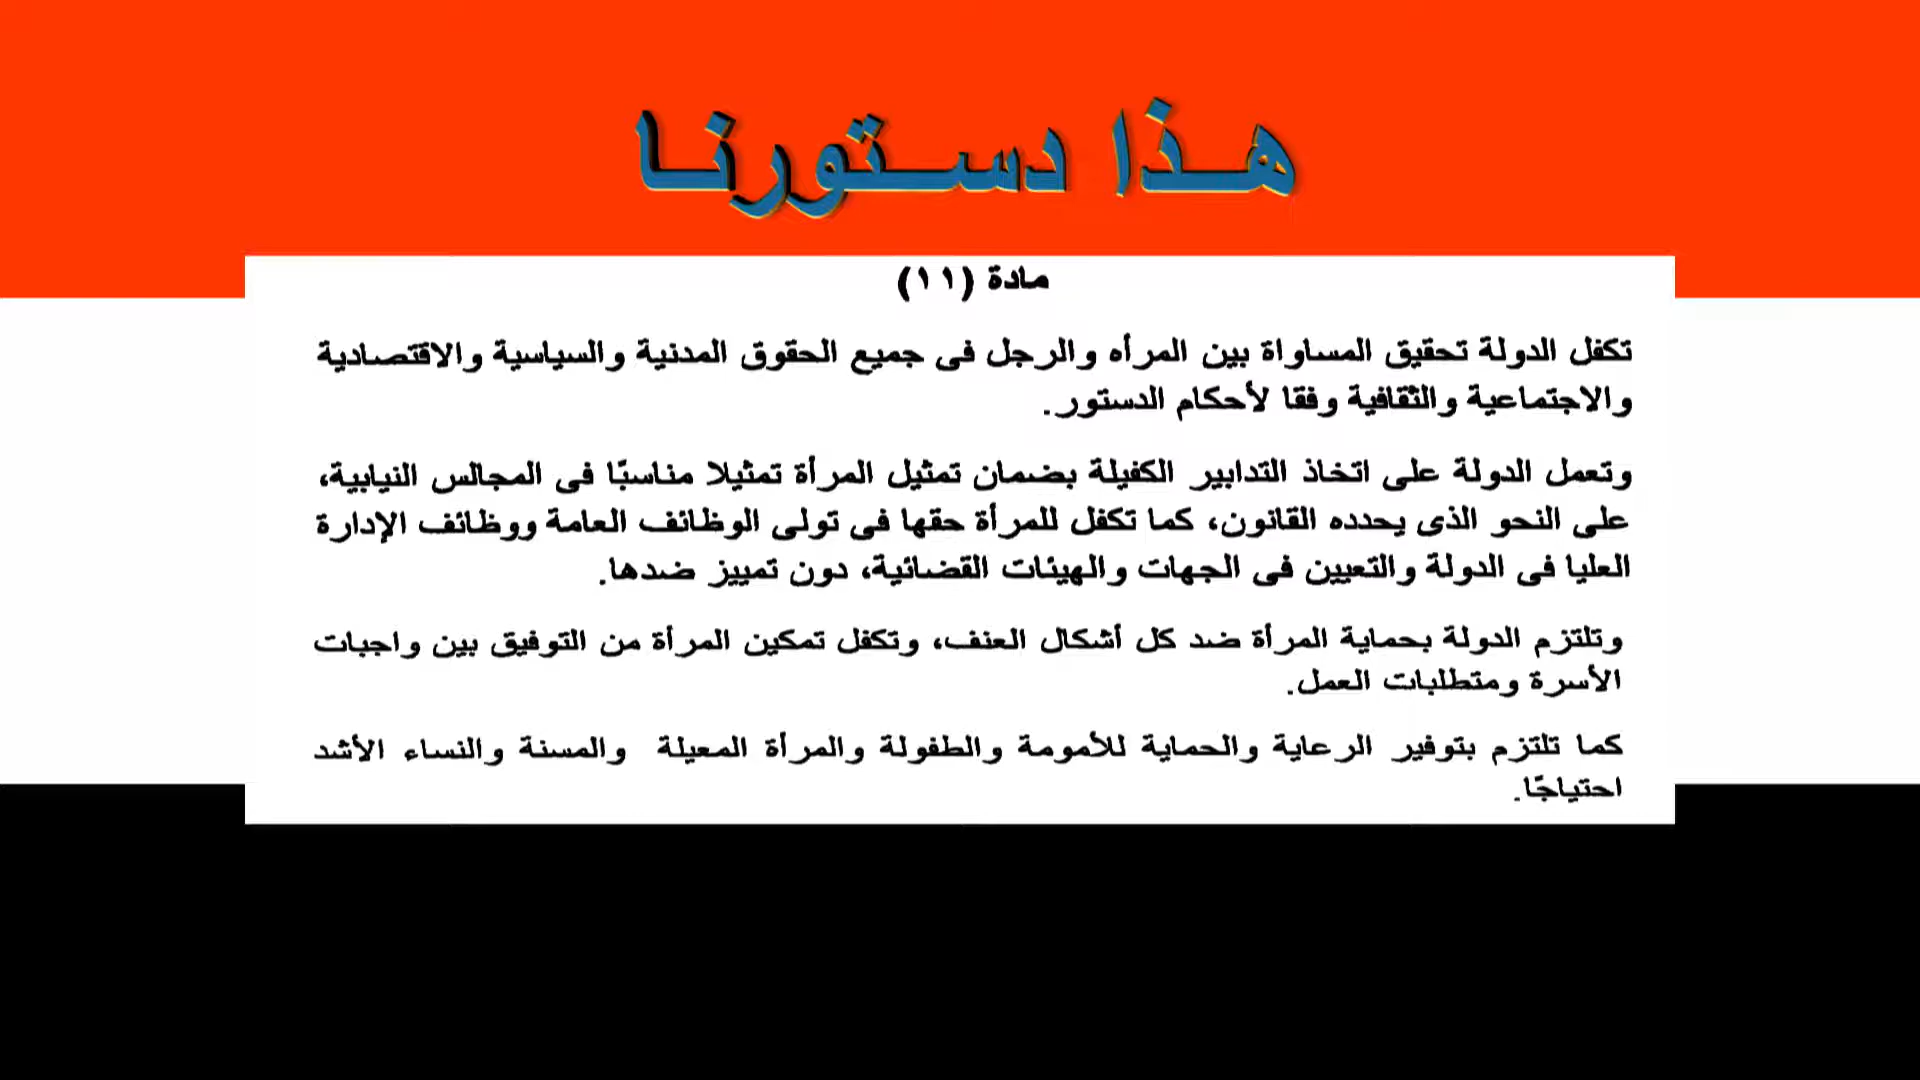 هذا دستورنا
مادة (١١)
تكفل الدولة تحقيق المساواة بين المرأه والرجل فى جميع الحقوق المدنية والسياسية والاقتصادية
والاجتماعية والثقافية وفقا لأحكام الدستور.
وتعمل الدولة على اتخاذ التدابير الكفيلة بضمان تمثيل المرأة تمثيلا مناسبًا فى المجالس النيابية،
على النحو الذى يحدده القانون، كما تكفل للمرأة حقها فى تولى الوظائف العامة ووظائف الإدارة
العليا فى الدولة والتعيين فى الجهات والهيئات القضائية، دون تمييز ضدها.
وتلتزم الدولة بحماية المرأة ضد كل أشكال العنف، وتكفل تمكين المرأة من التوفيق بين واجبات
الأسرة ومتطلبات العمل.
كما تلتزم بتوفير الرعاية والحماية للأمومة والطفولة والمرأة المعيلة والمسنة والنساء الأشد
احتياجًا.